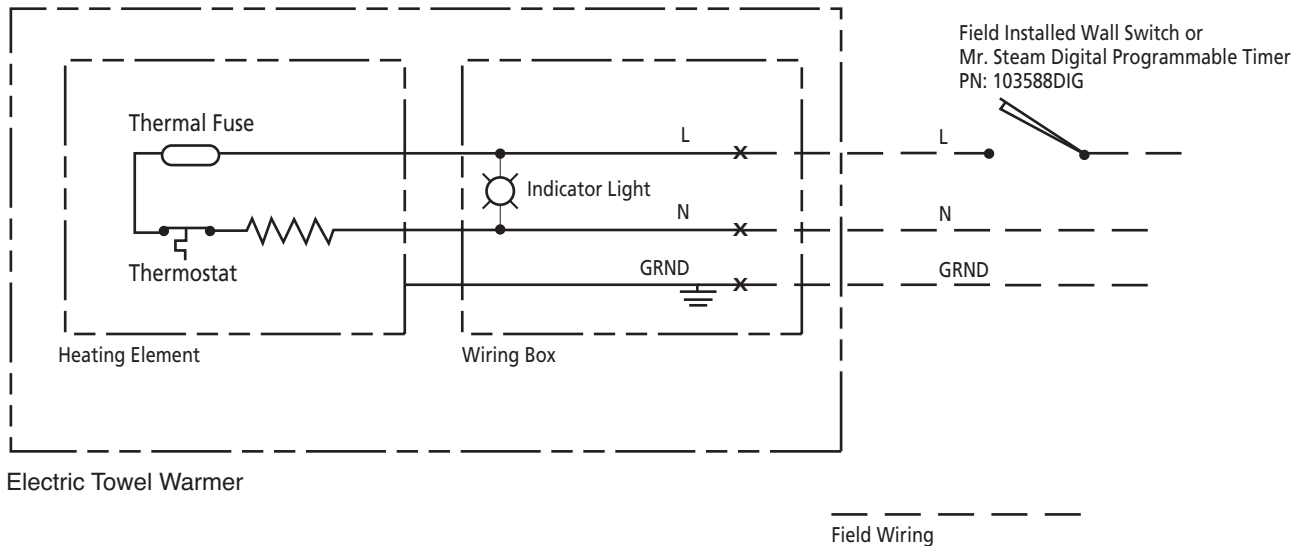 Field Installed Wall Switch or
Mr. Steam Digital Programmable Timer
PN: 103588DIG
Thermal Fuse
L
L
Indicator Light
N
N
Thermostat
GRND
GRND
Heating Element
Wiring Box
Electric Towel Warmer
Field Wiring